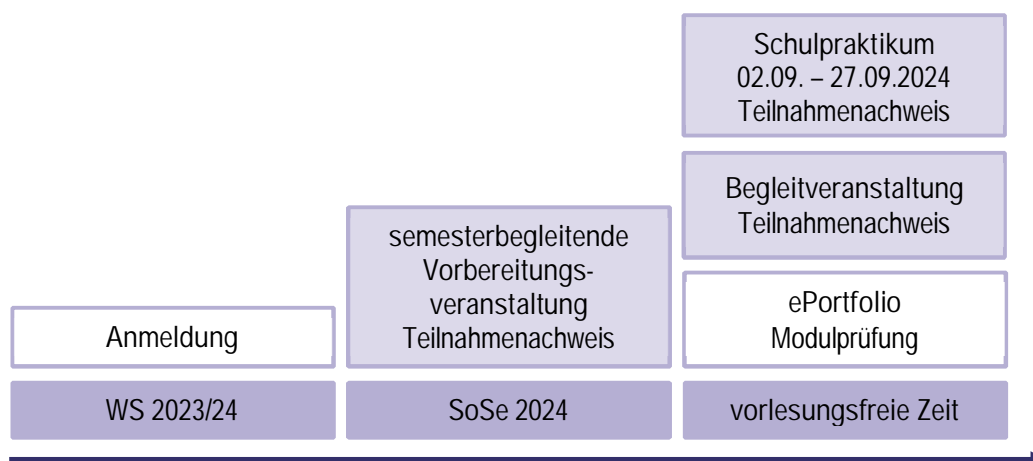 Schulpraktikum
02.09. – 27.09.2024
Teilnahmenachweis
Begleitveranstaltung
Teilnahmenachweis
semesterbegleitende
Vorbereitungs-
veranstaltung
Teilnahmenachweis
ePortfolio
Modulprüfung
Anmeldung
WS 2023/24
SoSe 2024
vorlesungsfreie Zeit